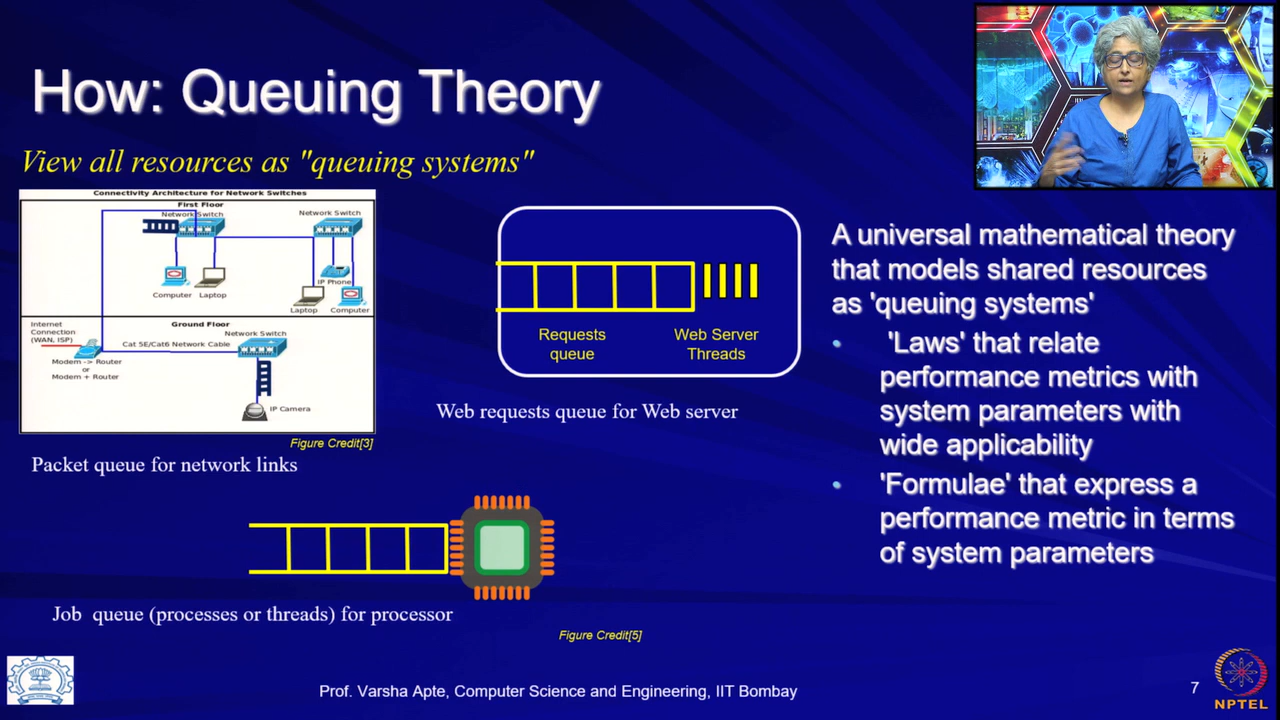 How: Queuing Theory
View all resources as "queuing systems"
Connectivity Architecture for Network Switches
First Floor
Network Switch
Network Switch
IP Phone
Computer
Laptop
Laptop
Computer
Internet
Connection
(WAN, ISP)
Ground Floor
Network Switch
Cat 5E/Cat6 Network Cable
Modem -> Router
or
Modem + Router
IP Camera
Figure Credit[3]
Packet queue for network links
Requests
queue
Web Server
Threads
Web requests queue for Web server
Job queue (processes or threads) for processor
Figure Credit[5]
A universal mathematical theory
that models shared resources
as 'queuing systems'
• 'Laws' that relate
performance metrics with
system parameters with
wide applicability
• 'Formulae' that express a
performance metric in terms
of system parameters
Prof. Varsha Apte, Computer Science and Engineering, IIT Bombay
7
NPTEL